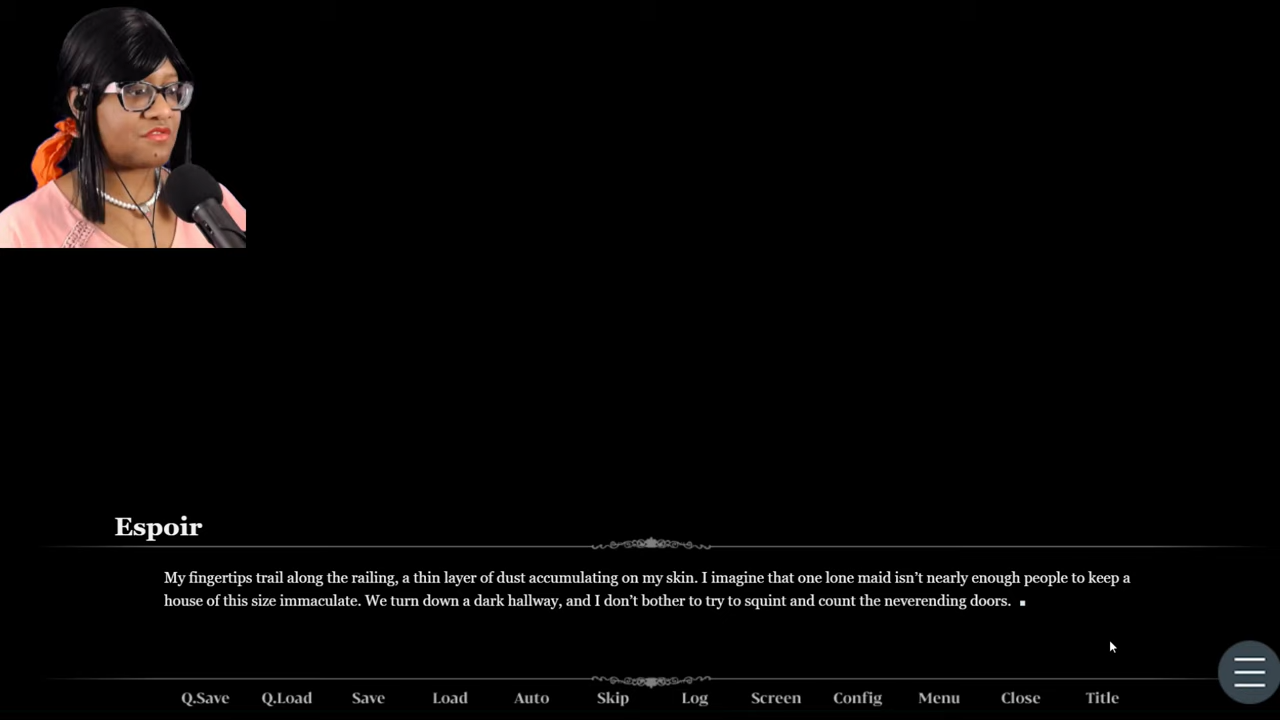 Espoir
My fingertips trail along the railing, a thin layer of dust accumulating on my skin. I imagine that one lone maid isn’t nearly enough people to keep a
house of this size immaculate. We turn down a dark hallway, and I don’t bother to try to squint and count the neverending doors.
Q.Save Q.Load Save Load Auto Skip Log Screen Config Menu Close Title